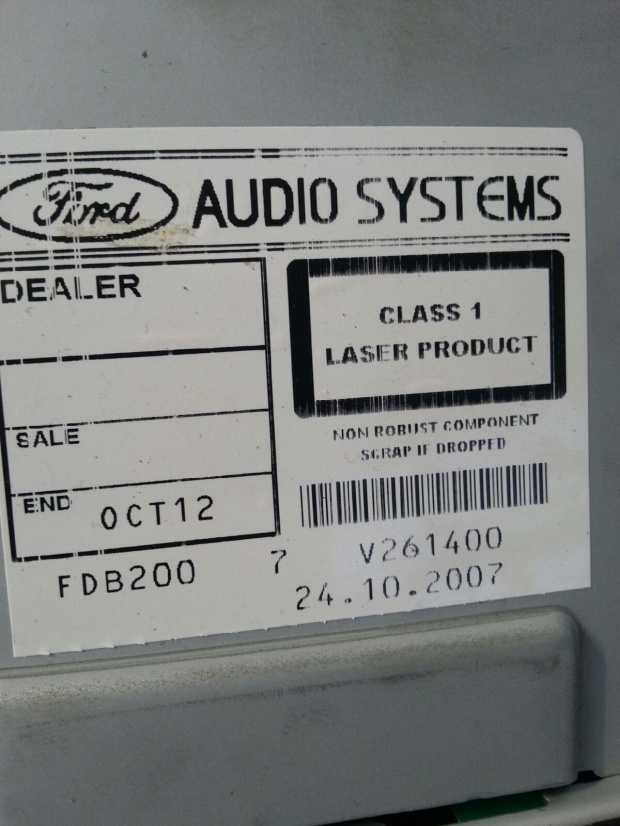 Ford AUDIO SYSTEMS
DEALER
CLASS 1
LASER PRODUCT
NON ROBUST COMPONENT
SCRAP IF DROPPED
SALE
END OCT12
V261400
FDB200 7
24.10.2007